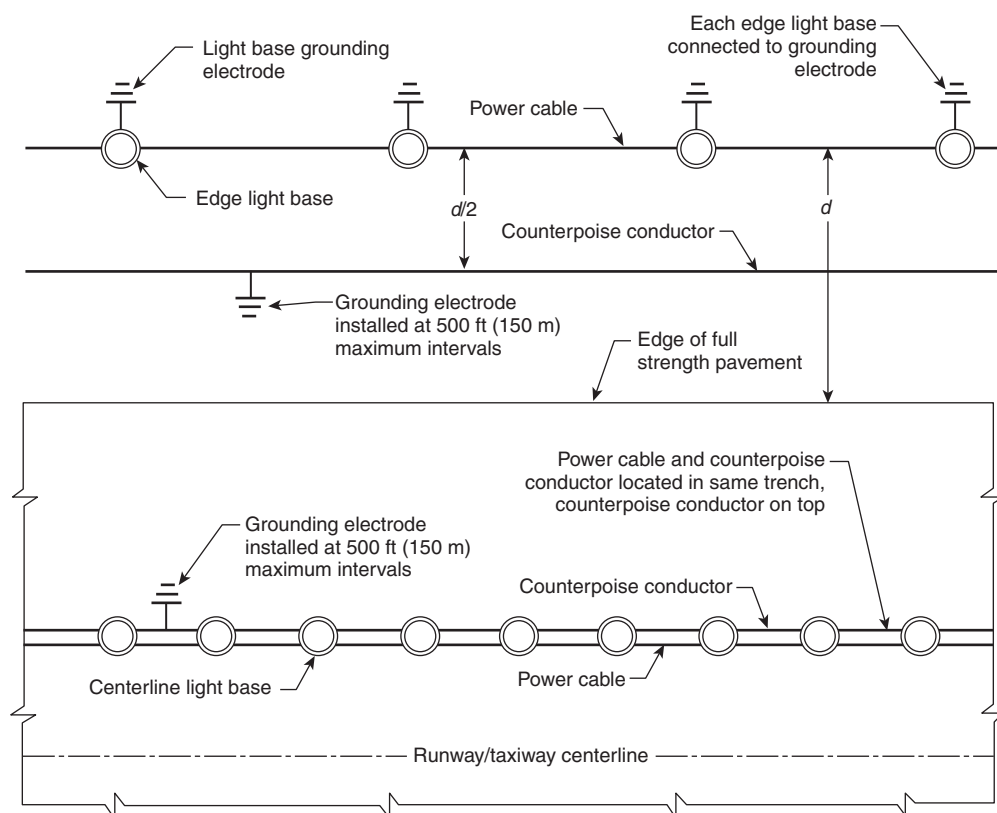 Light base grounding
electrode
Each edge light base
connected to grounding
electrode
Power cable
Edge light base
d/2
d
Counterpoise conductor
Grounding electrode
installed at 500 ft (150 m)
maximum intervals
Edge of full
strength pavement
Power cable and counterpoise
conductor located in same trench,
counterpoise conductor on top
Grounding electrode
installed at 500 ft (150 m)
maximum intervals
Counterpoise conductor
Centerline light base
Power cable
Runway/taxiway centerline